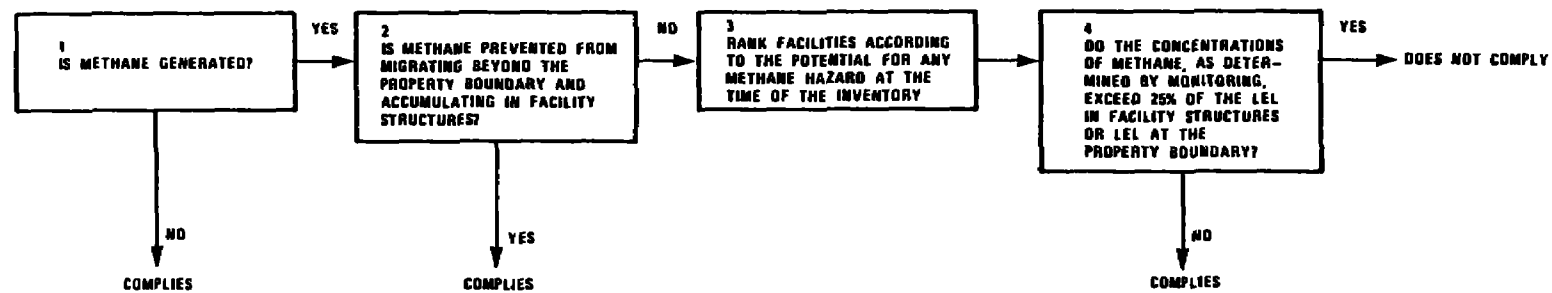 1
IS METHANE GENERATED?
YES
NO
COMPLIES
2
IS METHANE PREVENTED FROM
MIGRATING BEYOND THE
PROPERTY BOUNDARY AND
ACCUMULATING IN FACILITY
STRUCTURES?
NO
YES
COMPLIES
3
RANK FACILITIES ACCORDING
TO THE POTENTIAL FOR ANY
METHANE HAZARD AT THE
TIME OF THE INVENTORY
4
DO THE CONCENTRATIONS
OF METHANE, AS DETER-
MINED BY MONITORING,
EXCEED 25% OF THE LEL
IN FACILITY STRUCTURES
OR LEL AT THE
PROPERTY BOUNDARY?
YES
DOES NOT COMPLY
NO
COMPLIES